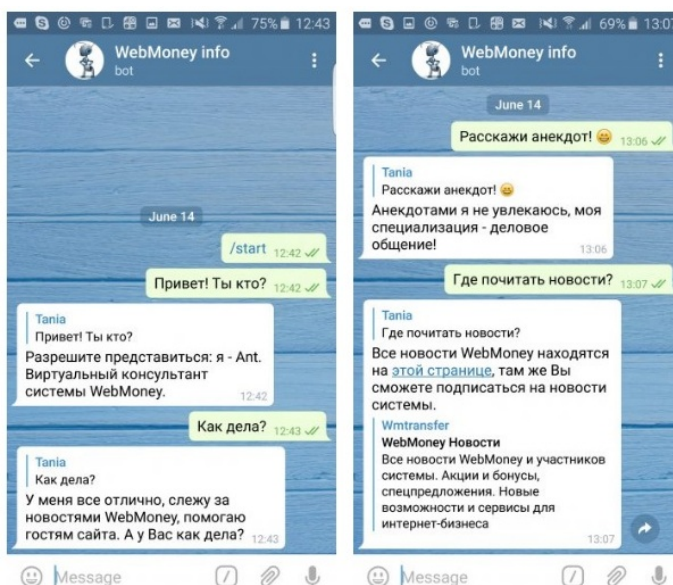 75% 12:43
WebMoney info
bot
June 14
/start 12:42
Привет! Ты кто? 12:42
Tania
Привет! Ты кто?
Разрешите представиться: я - Ant.
Виртуальный консультант
системы WebMoney.
12:42
Как дела? 12:43
Tania
Как дела?
У меня все отлично, слежу за
новостями WebMoney, помогаю
гостям сайта. А у Вас как дела? 12:43
Message
69% 13:07
WebMoney info
bot
June 14
Расскажи анекдот! 😄 13:06
Tania
Расскажи анекдот! 😄
Анекдотами я не увлекаюсь, моя
специализация - деловое
общение!
13:06
Где почитать новости? 13:07
Tania
Где почитать новости?
Все новости WebMoney находятся
на этой странице, там же Вы
сможете подписаться на новости
системы.
Wmtransfer
WebMoney Новости
Все новости WebMoney и участников
системы. Акции и бонусы,
спецпредложения. Новые
возможности и сервисы для
интернет-бизнеса
13:07
Message